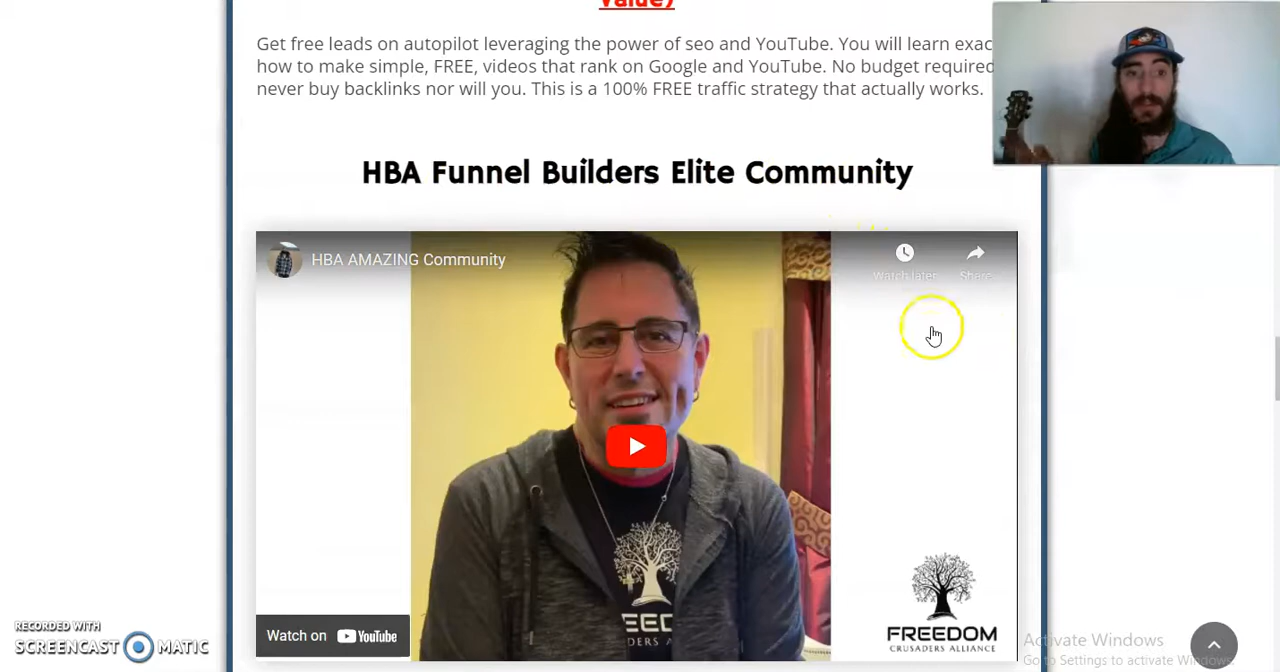 Value)
Get free leads on autopilot leveraging the power of seo and YouTube. You will learn exac
how to make simple, FREE, videos that rank on Google and YouTube. No budget required
never buy backlinks nor will you. This is a 100% FREE traffic strategy that actually works.
HBA Funnel Builders Elite Community
HBA AMAZING Community
Watch later
Share
Watch on YouTube
FREEDOM
CRUSADERS ALLIANCE
RECORDED WITH
SCREENCAST MATIC
Activate Windows
Go to Settings to activate Windows.